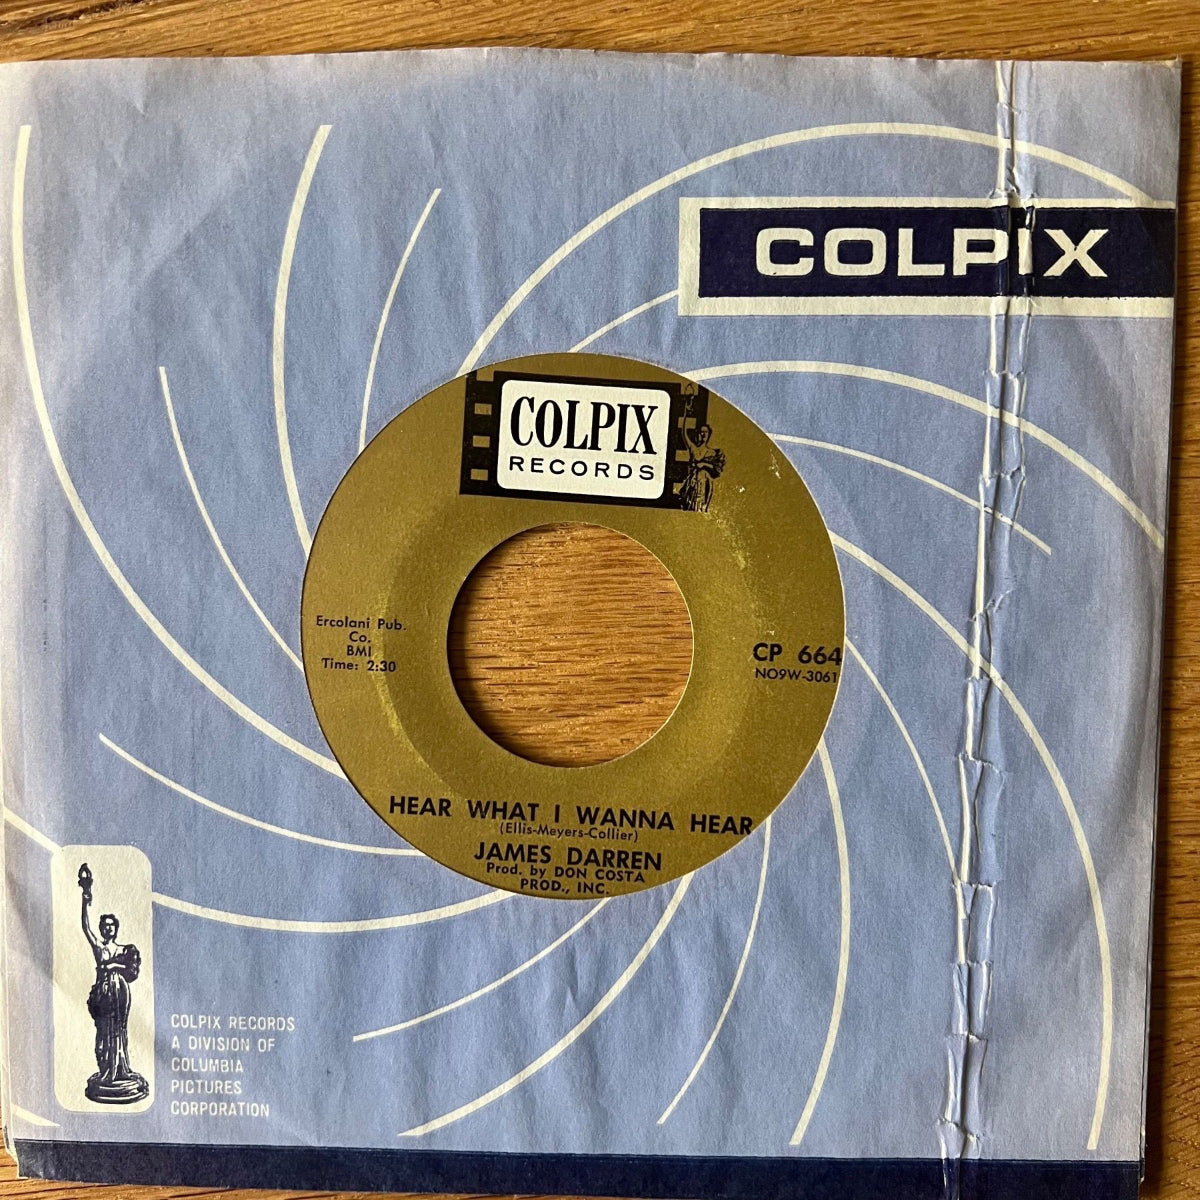 COLPIX
COLPIX
RECORDS
Ercolani Pub.
Co.
BMI
Time: 2:30
CP 664
NO9W-3061
HEAR WHAT I WANNA HEAR
(Ellis-Meyers-Collier)
JAMES DARREN
Prod. by DON COSTA
PROD., INC.
COLPIX RECORDS
A DIVISION OF
COLUMBIA
PICTURES
CORPORATION